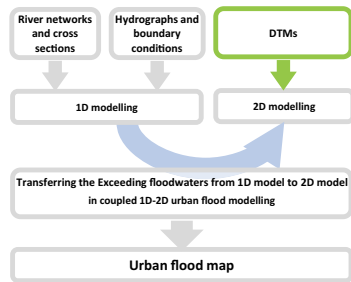 River networks
and cross
sections
Hydrographs and
boundary
conditions
DTMs
1D modelling
2D modelling
Transferring the Exceeding floodwaters from 1D model to 2D model
in coupled 1D-2D urban flood modelling
Urban flood map